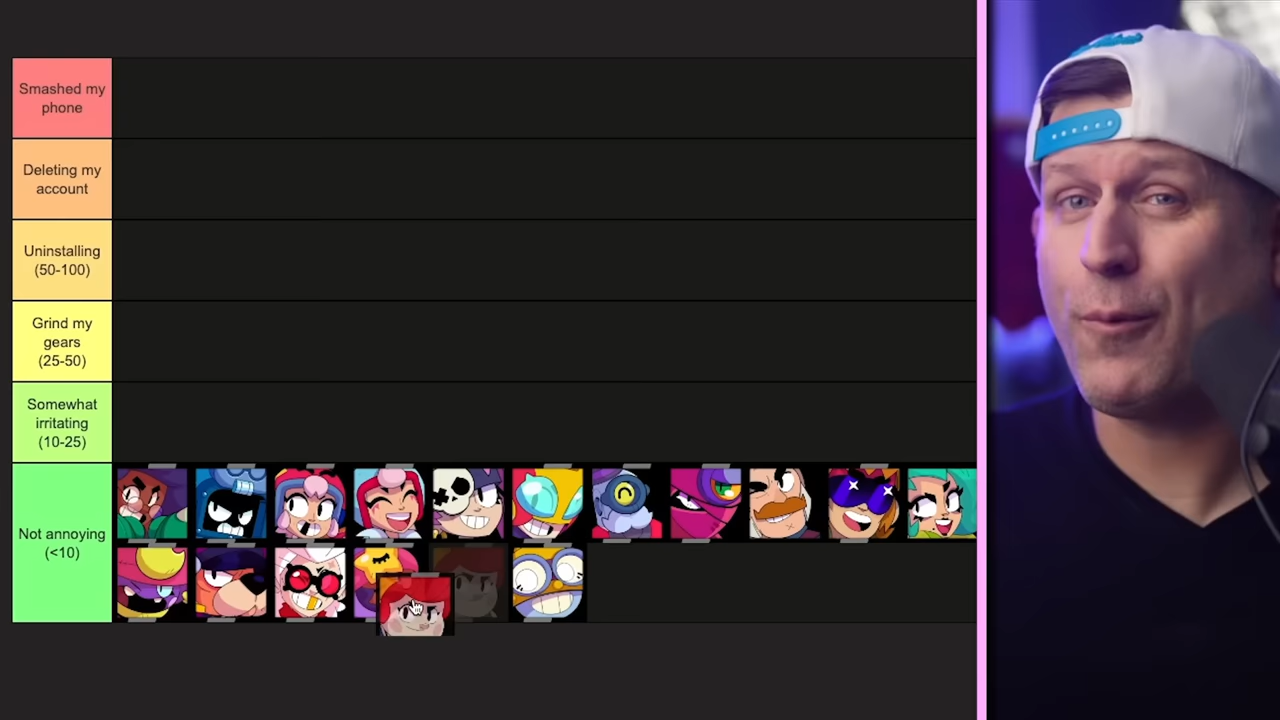 Smashed my
phone
Deleting my
account
Uninstalling
(50-100)
Grind my
gears
(25-50)
Somewhat
irritating
(10-25)
Not annoying
(<10)